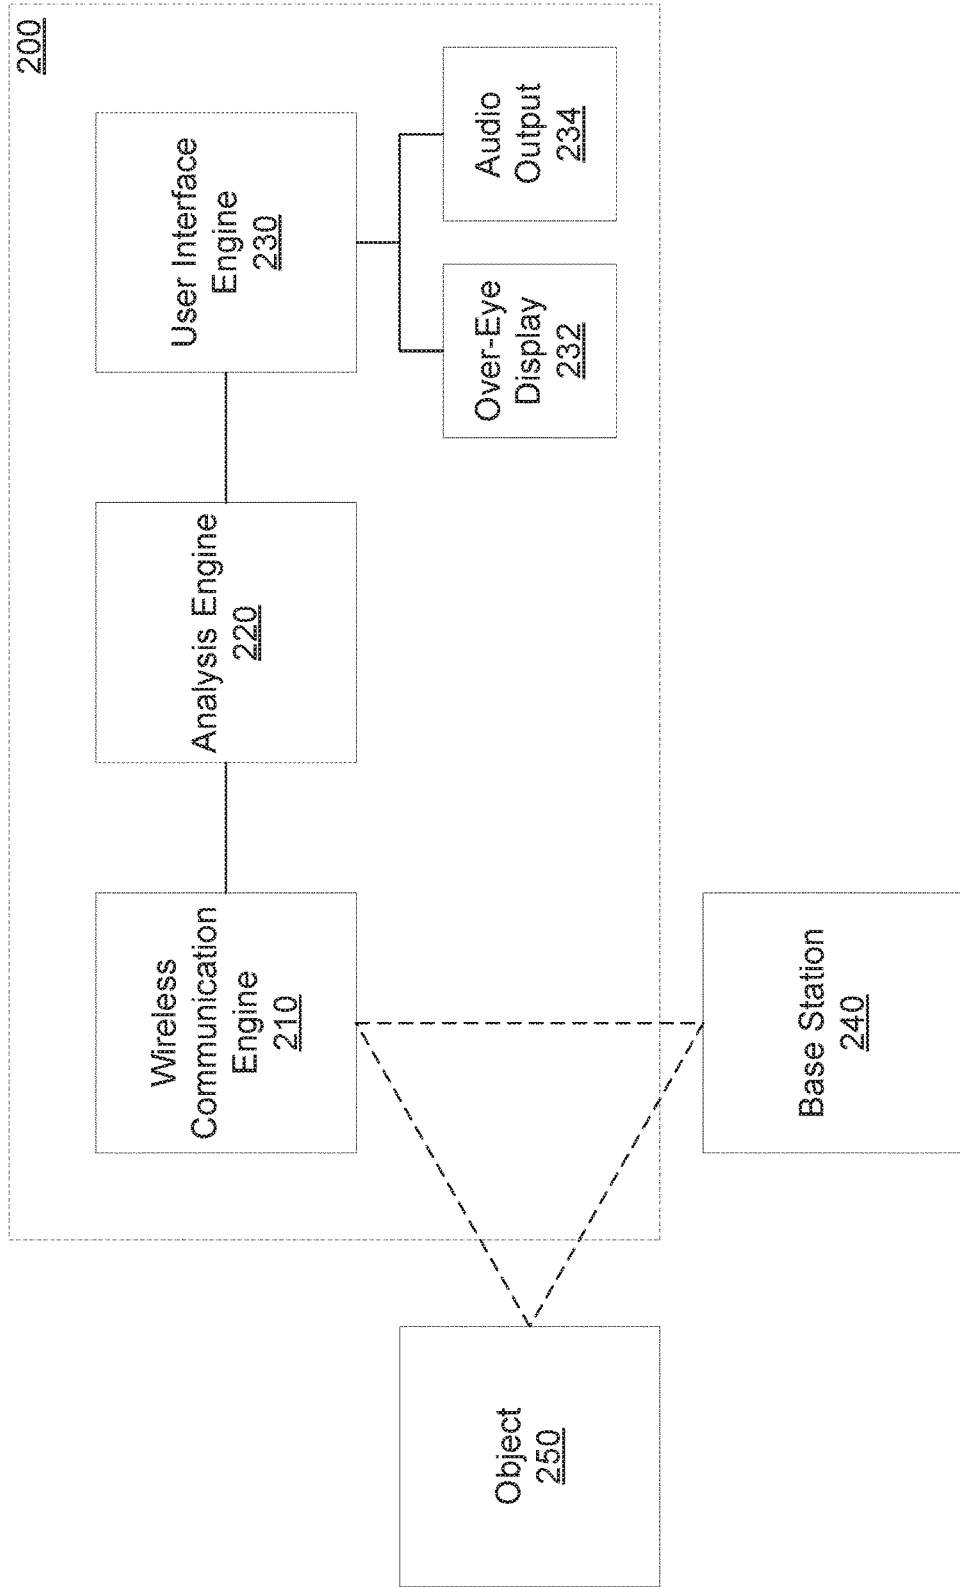 200
Wireless
Communication
Engine
210
Analysis Engine
220
User Interface
Engine
230
Over-Eye
Display
232
Audio
Output
234
Object
250
Base Station
240